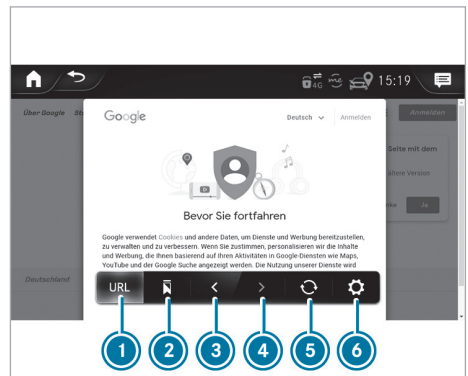 4G me 15:19
Über Google
Anmelden
Google Deutsch Anmelden
Seite mit dem
ältere Version
Ja
Bevor Sie fortfahren
Google verwendet Cookies und andere Daten, um Dienste und Werbung bereitzustellen,
zu verwalten und zu verbessern. Wenn Sie zustimmen, personalisieren wir die Inhalte
und Werbung, die Ihnen basierend auf Ihren Aktivitäten in Google-Diensten wie Maps,
YouTube und der Google Suche angezeigt werden. Die Nutzung unserer Dienste wird
Deutschland
URL
1 2 3 4 5 6